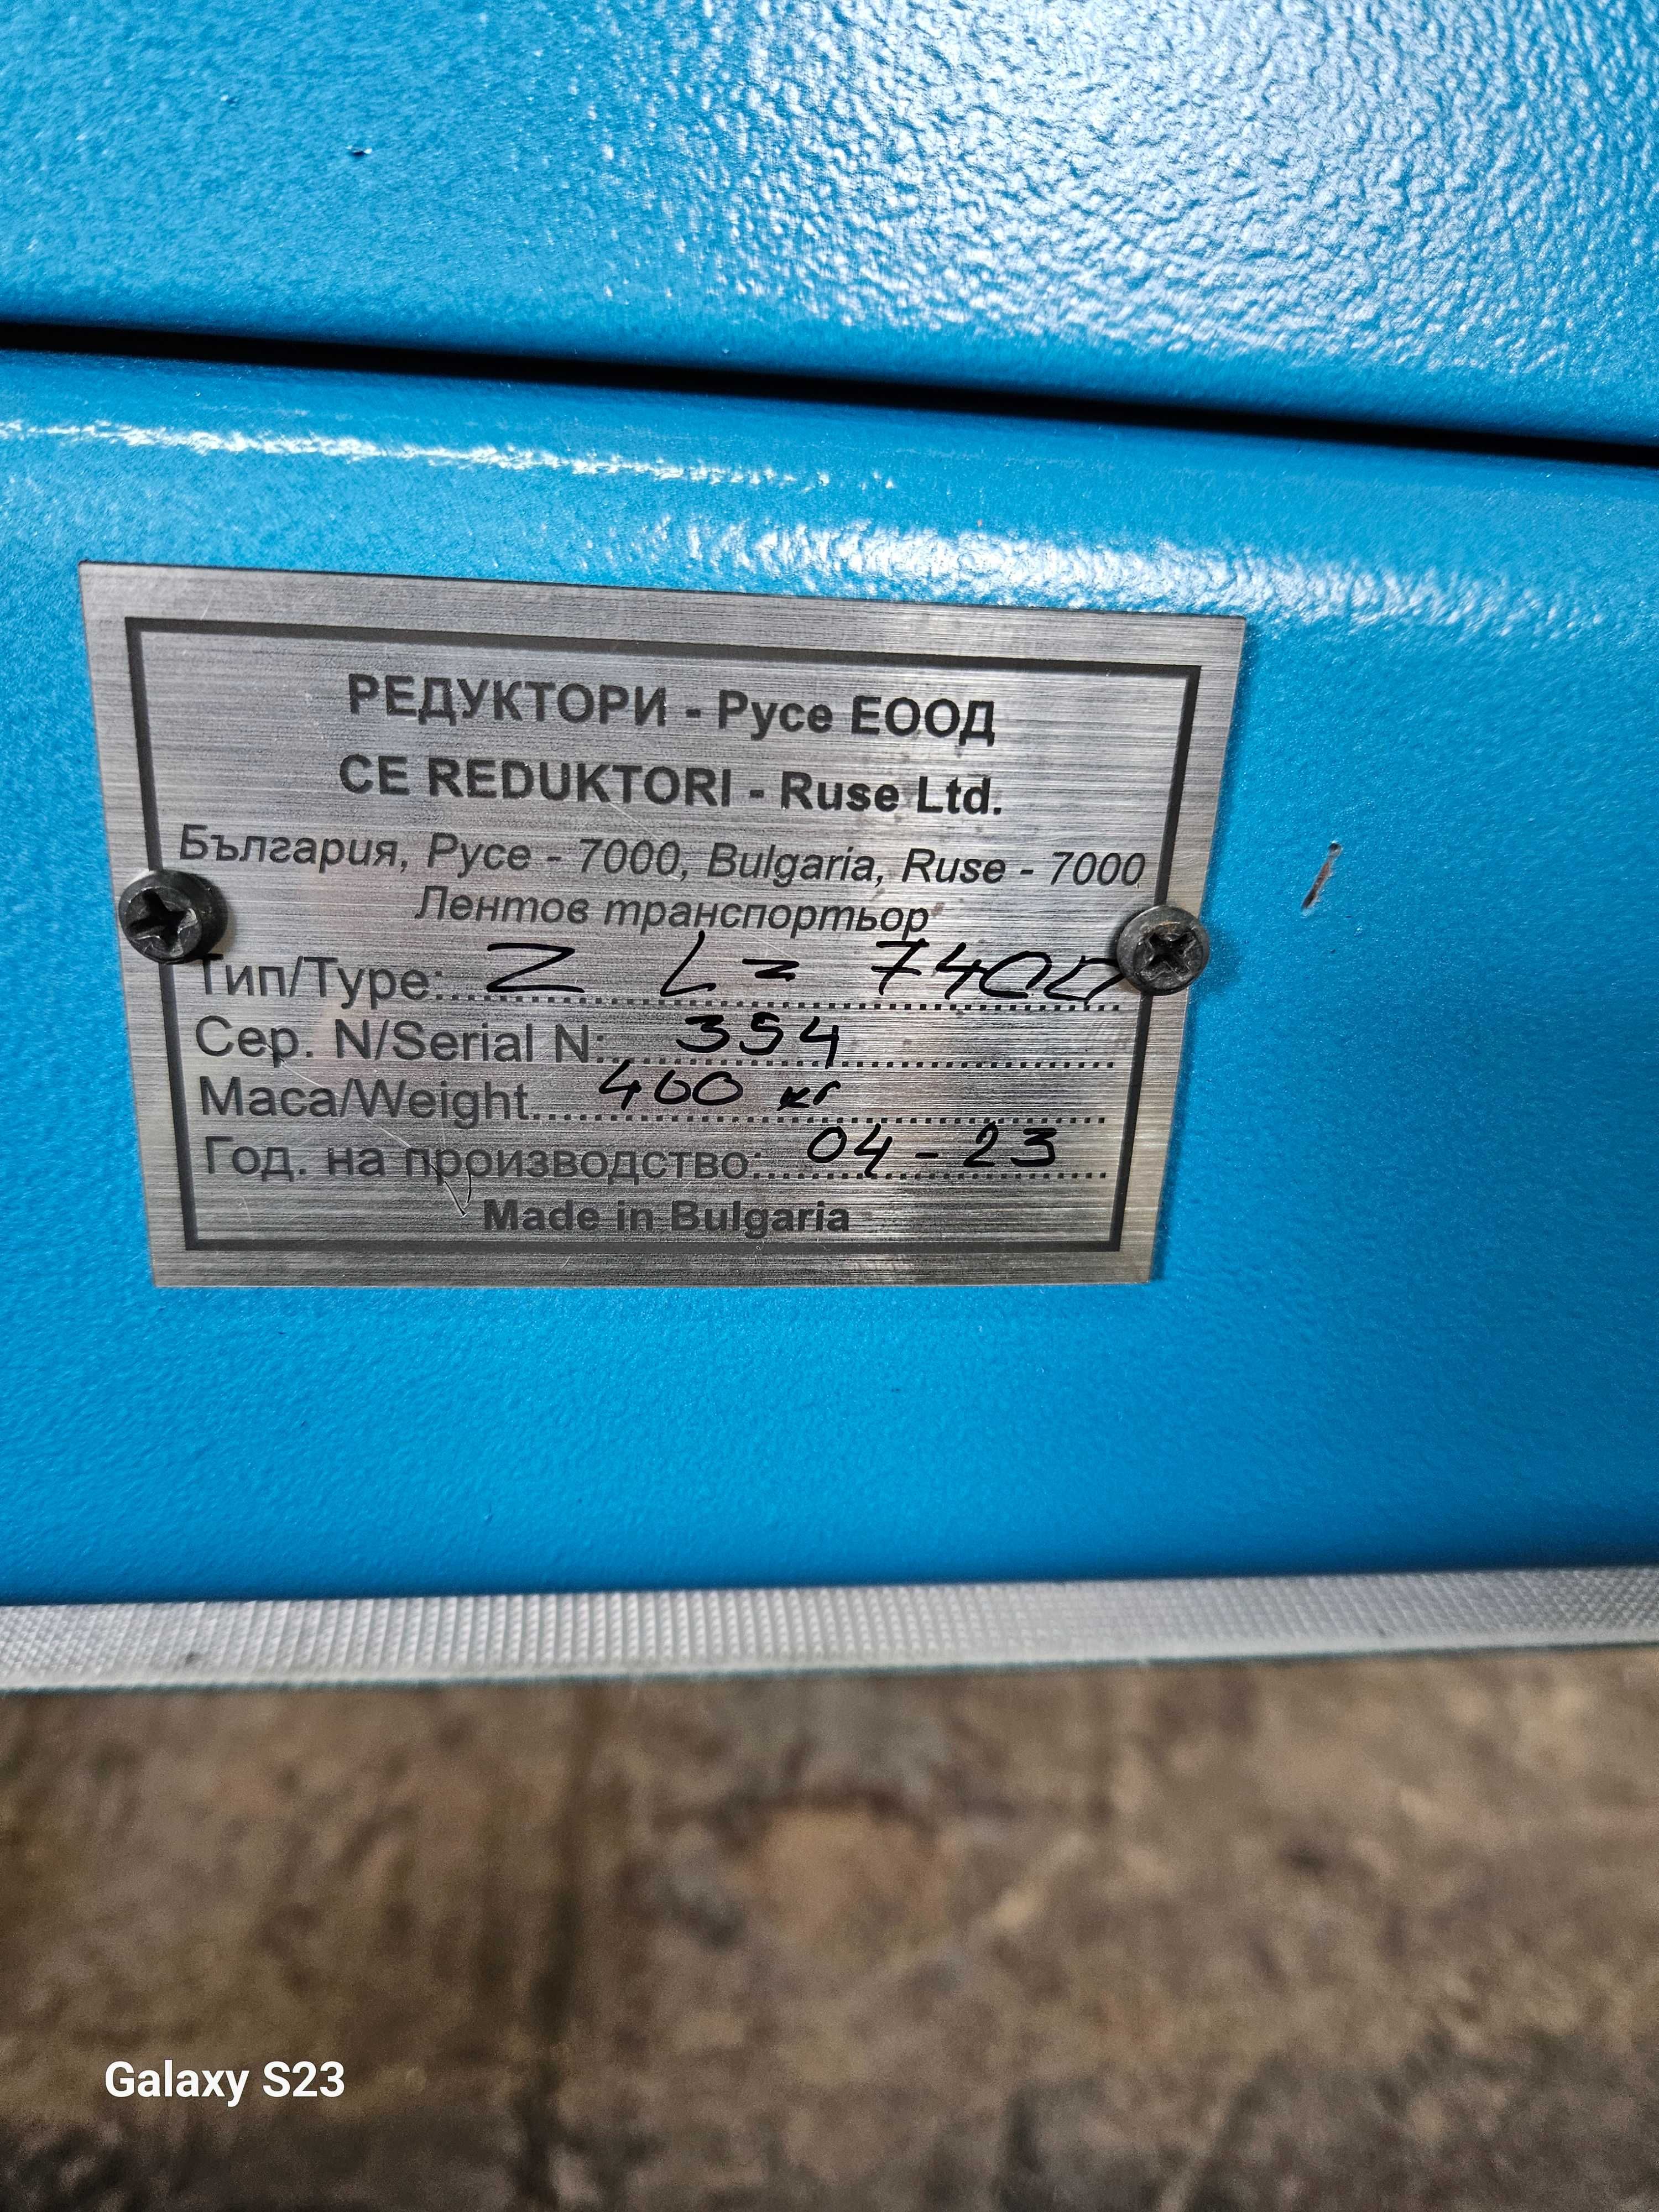 РЕДУКТОРИ - Русе ЕООД
CE REDUKTORI - Ruse Ltd.
България, Русе - 7000, Bulgaria, Ruse - 7000
Лентов транспортьор
Тип/Type: Z L= 7400
Сер. N/Serial N: 354
Маса/Weight 400 кг
Год. на производство: 04-23
Made in Bulgaria
Galaxy S23